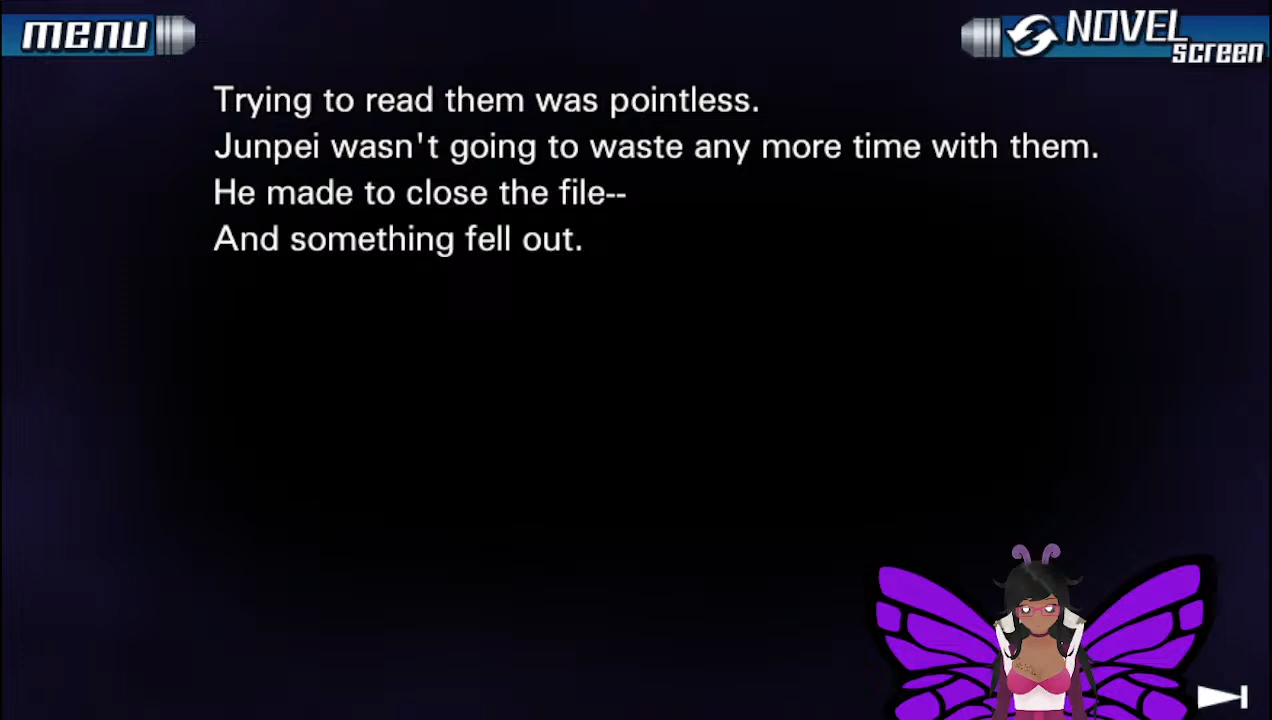 menu
NOVEL
screen
Trying to read them was pointless.
Junpei wasn't going to waste any more time with them.
He made to close the file--
And something fell out.